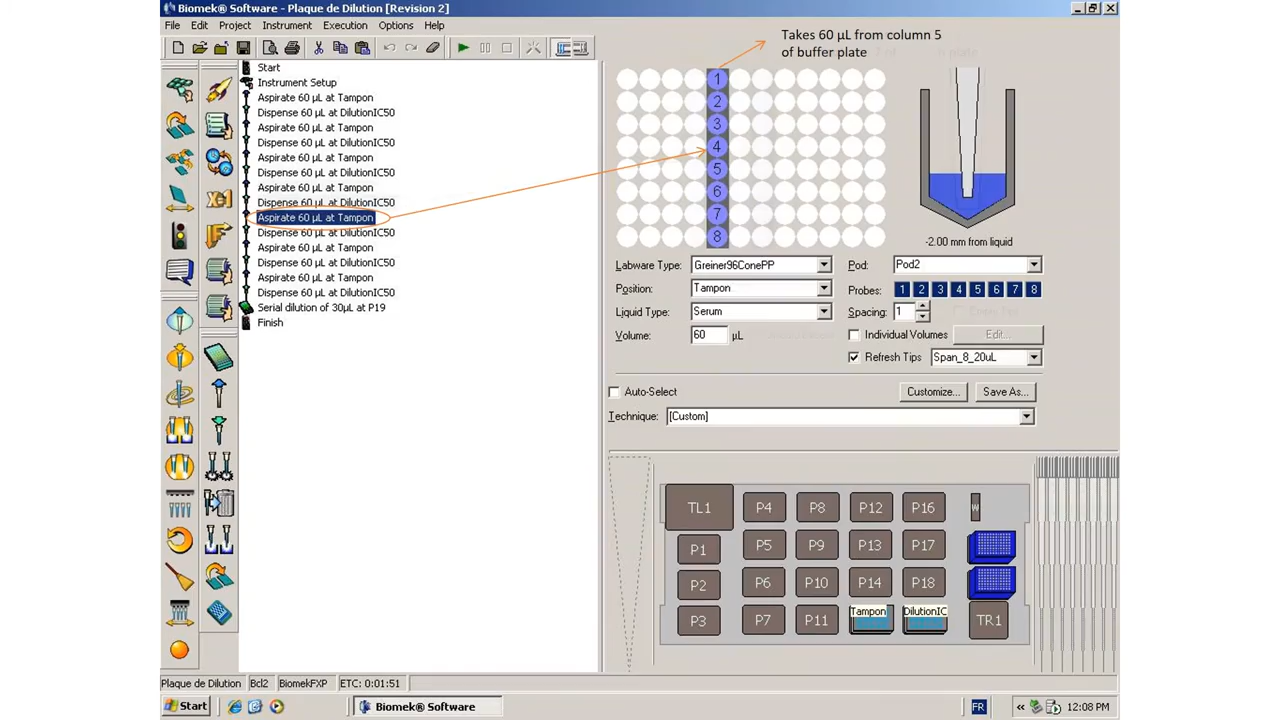 Biomek® Software - Plaque de Dilution [Revision 2]
File Edit Project Instrument Execution Options Help
Takes 60 µL from column 5
of buffer plate
Start
Instrument Setup
Aspirate 60 µL at Tampon
Dispense 60 µL at DilutionIC50
Aspirate 60 µL at Tampon
Dispense 60 µL at DilutionIC50
Aspirate 60 µL at Tampon
Dispense 60 µL at DilutionIC50
Aspirate 60 µL at Tampon
Dispense 60 µL at DilutionIC50
Aspirate 60 µL at Tampon
Dispense 60 µL at DilutionIC50
Aspirate 60 µL at Tampon
Dispense 60 µL at DilutionIC50
Aspirate 60 µL at Tampon
Dispense 60 µL at DilutionIC50
Serial dilution of 30µL at P19
Finish
1
2
3
4
5
6
7
8
-2.00 mm from liquid
Labware Type: Greiner96ConePP Pod: Pod2
Position: Tampon Probes: 1 2 3 4 5 6 7 8
Liquid Type: Serum Spacing: 1
Volume: 60 µL Individual Volumes Edit...
Refresh Tips Span_8_20uL
Auto-Select Customize... Save As...
Technique: [Custom]
TL1 P4 P8 P12 P16 W
P1 P5 P9 P13 P17
P2 P6 P10 P14 P18
P3 P7 P11 Tampon DilutionIC TR1
Plaque de Dilution Bcl2 BiomekFXP ETC: 0:01:51
Start Biomek® Software FR « 12:08 PM